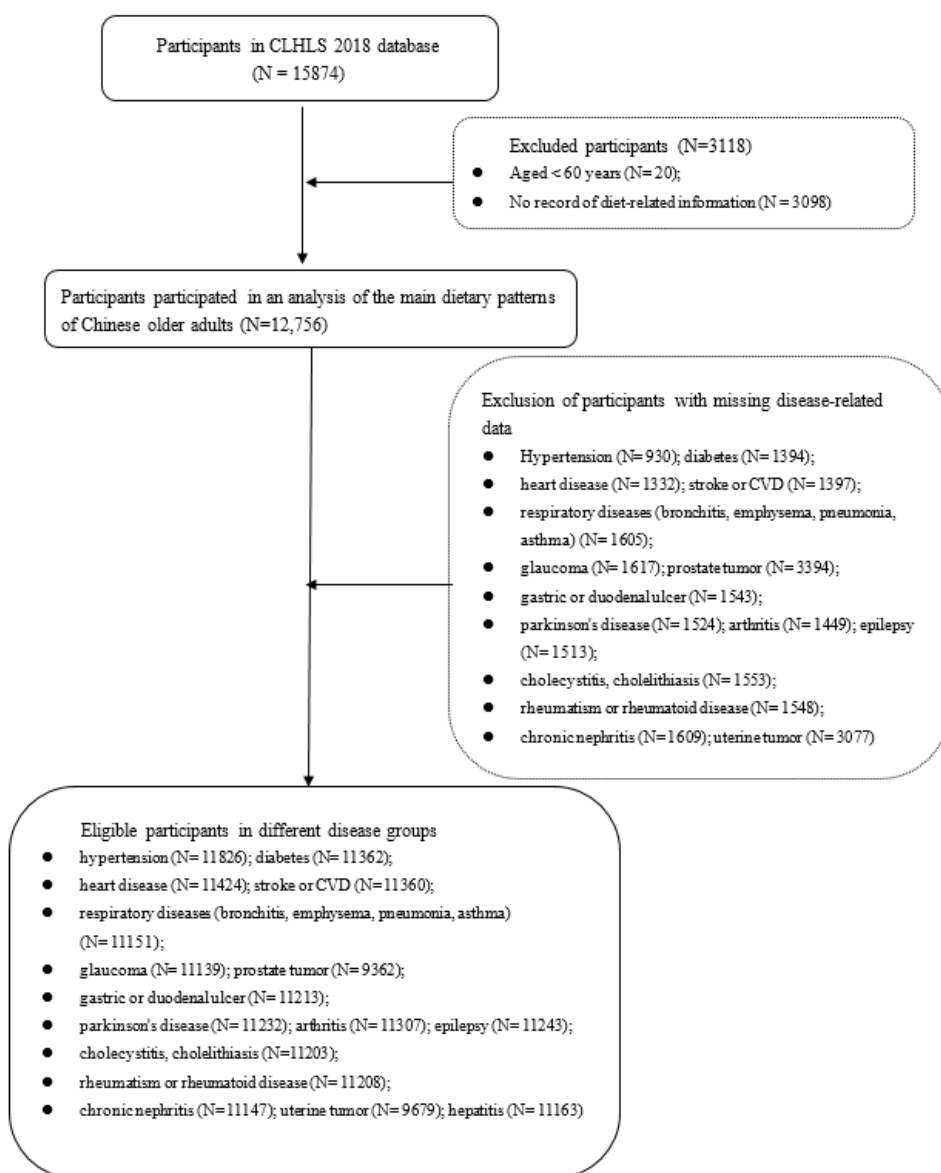 Participants in CLHLS 2018 database
(N = 15874)
Excluded participants (N=3118)
● Aged < 60 years (N= 20);
● No record of diet-related information (N = 3098)
Participants participated in an analysis of the main dietary patterns
of Chinese older adults (N=12,756)
Exclusion of participants with missing disease-related
data
● Hypertension (N= 930); diabetes (N= 1394);
● heart disease (N= 1332); stroke or CVD (N= 1397);
● respiratory diseases (bronchitis, emphysema, pneumonia,
asthma) (N= 1605);
● glaucoma (N= 1617); prostate tumor (N= 3394);
● gastric or duodenal ulcer (N= 1543);
● parkinson's disease (N= 1524); arthritis (N= 1449); epilepsy
(N= 1513);
● cholecystitis, cholelithiasis (N= 1553);
● rheumatism or rheumatoid disease (N= 1548);
● chronic nephritis (N= 1609); uterine tumor (N= 3077)
Eligible participants in different disease groups
● hypertension (N= 11826); diabetes (N= 11362);
● heart disease (N= 11424); stroke or CVD (N=11360);
● respiratory diseases (bronchitis, emphysema, pneumonia, asthma)
(N= 11151);
● glaucoma (N= 11139); prostate tumor (N= 9362);
● gastric or duodenal ulcer (N= 11213);
● parkinson's disease (N= 11232); arthritis (N= 11307); epilepsy (N= 11243);
● cholecystitis, cholelithiasis (N=11203);
● rheumatism or rheumatoid disease (N= 11208);
● chronic nephritis (N=11147); uterine tumor (N= 9679); hepatitis (N= 11163)